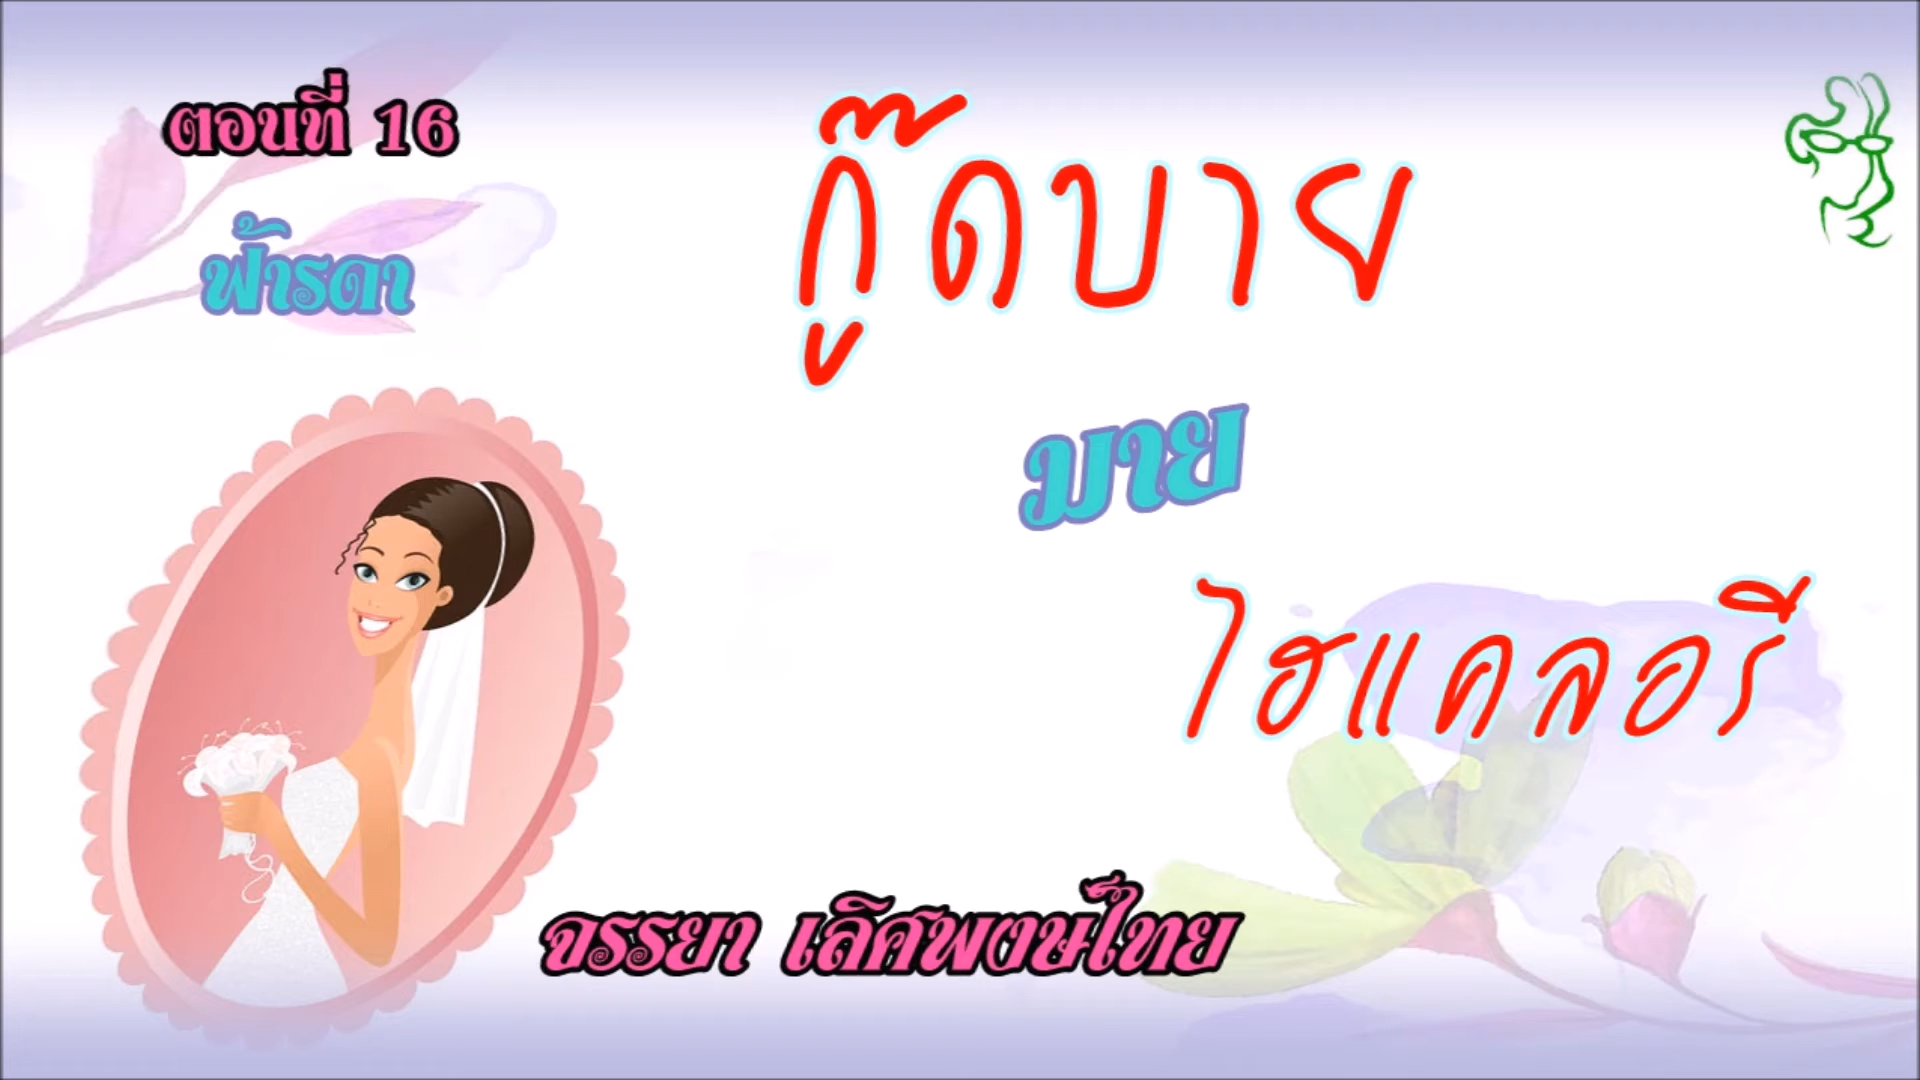 ตอนที่ 16
ฟ้ารดา
กู๊ดบาย
มาย
ไฮแคลอรี
จรรยา เลิศพงษ์ไทย